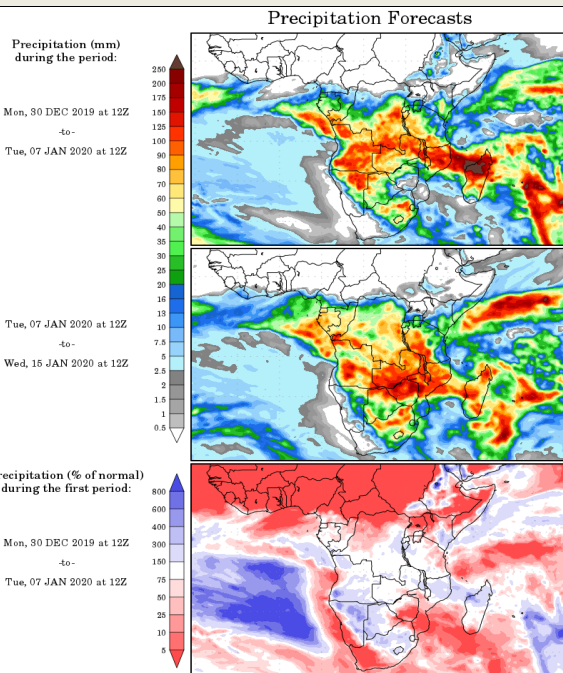 Precipitation Forecasts
Precipitation (mm)
during the period:
Mon, 30 DEC 2019 at 12Z
-to-
Tue, 07 JAN 2020 at 12Z
250
200
175
150
125
100
90
80
70
60
50
40
35
30
25
20
16
13
10
7.5
5
2.5
2
1.5
1
0.5
Tue, 07 JAN 2020 at 12Z
-to-
Wed, 15 JAN 2020 at 12Z
recipitation (% of normal)
during the first period:
Mon, 30 DEC 2019 at 12Z
-to-
Tue, 07 JAN 2020 at 12Z
800
600
400
300
150
75
50
25
10
5